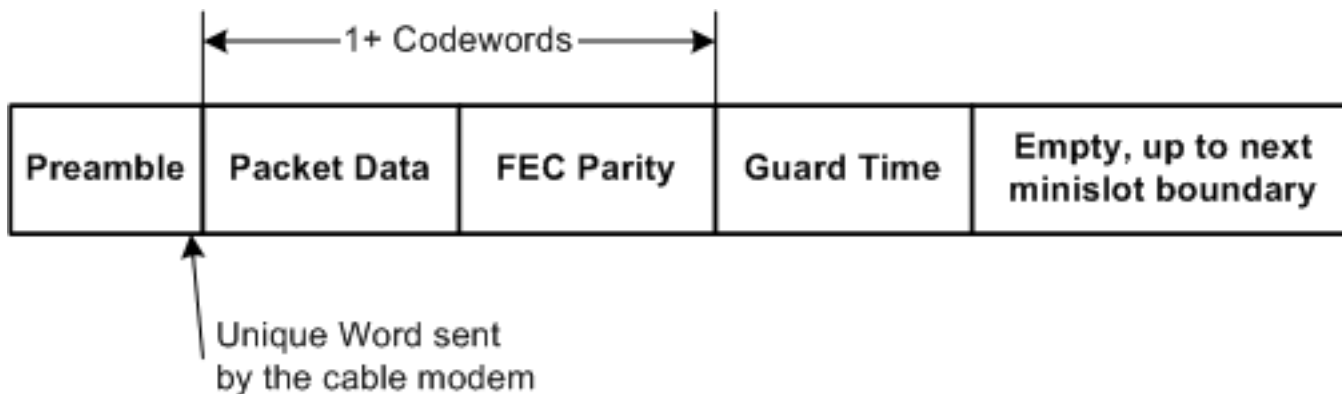 1+ Codewords
Preamble
Packet Data
FEC Parity
Guard Time
Empty, up to next
minislot boundary
Unique Word sent
by the cable modem